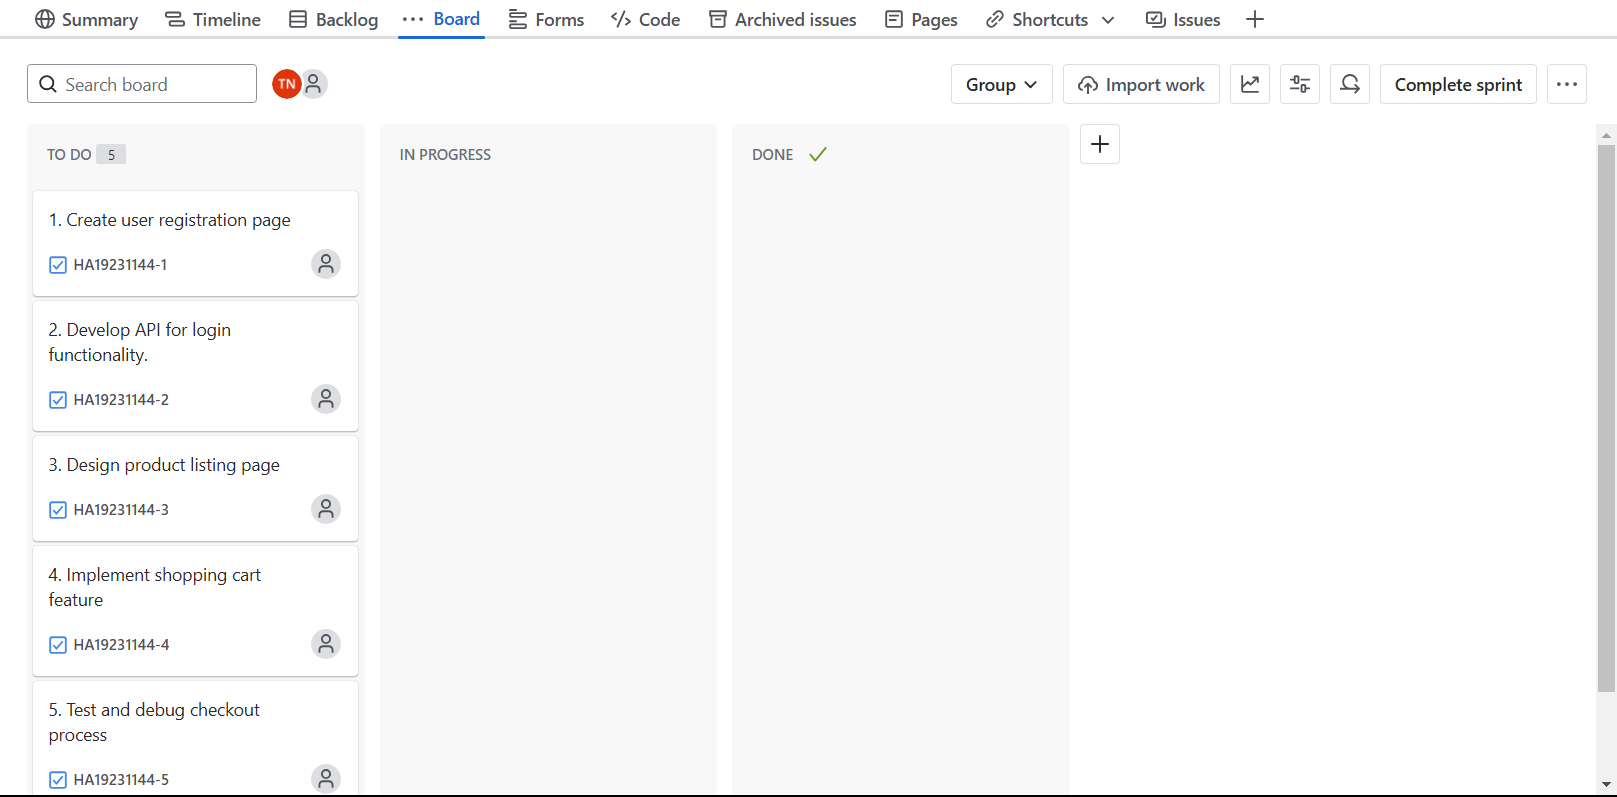 Summary Timeline Backlog Board Forms Code Archived issues Pages Shortcuts Issues
Search board TN Group Import work Complete sprint
TO DO 5
1. Create user registration page
HA19231144-1
2. Develop API for login
functionality.
HA19231144-2
3. Design product listing page
HA19231144-3
4. Implement shopping cart
feature
HA19231144-4
5. Test and debug checkout
process
HA19231144-5
IN PROGRESS
DONE